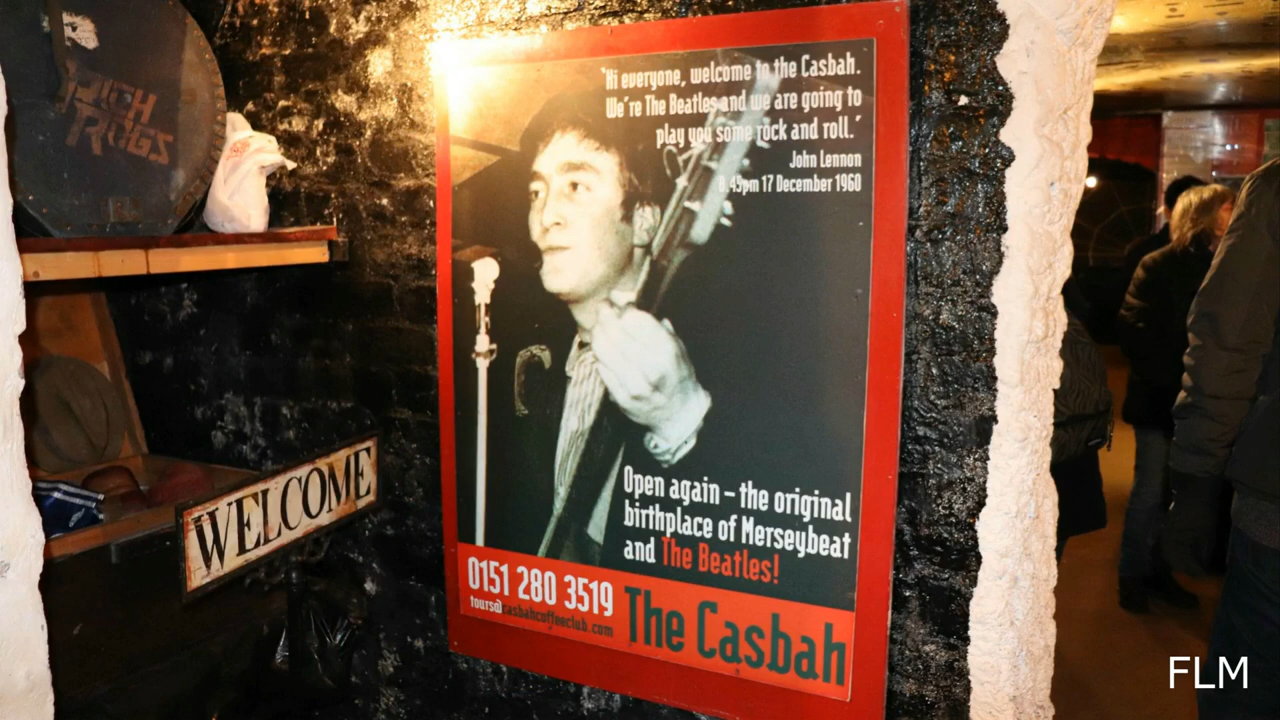 HIGH
RIGS
'Hi everyone, welcome to the Casbah.
We're The Beatles and we are going to
play you some rock and roll.'
John Lennon
8.45pm 17 December 1960
Open again – the original
birthplace of Merseybeat
and The Beatles!
0151 280 3519
tours@casbahcoffeeclub.com
The Casbah
WELCOME
FLM